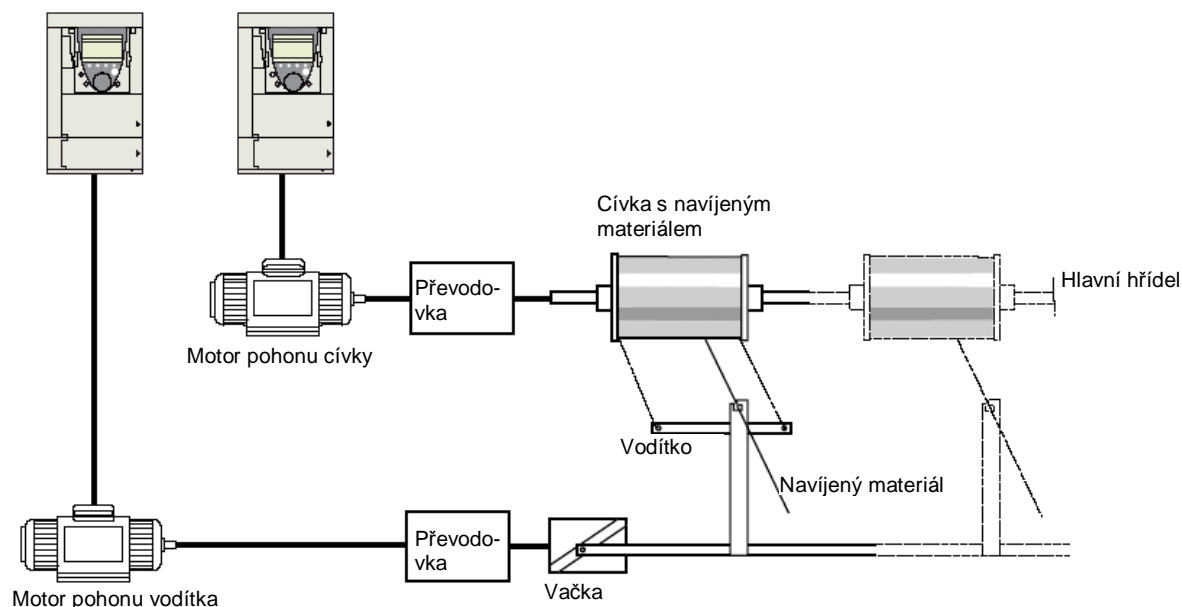 Cívka s navíjeným
materiálem
Hlavní hřídel
Převodo-
vka
Motor pohonu cívky
Vodítko
Navíjený materiál
Převodo-
vka
Vačka
Motor pohonu vodítka